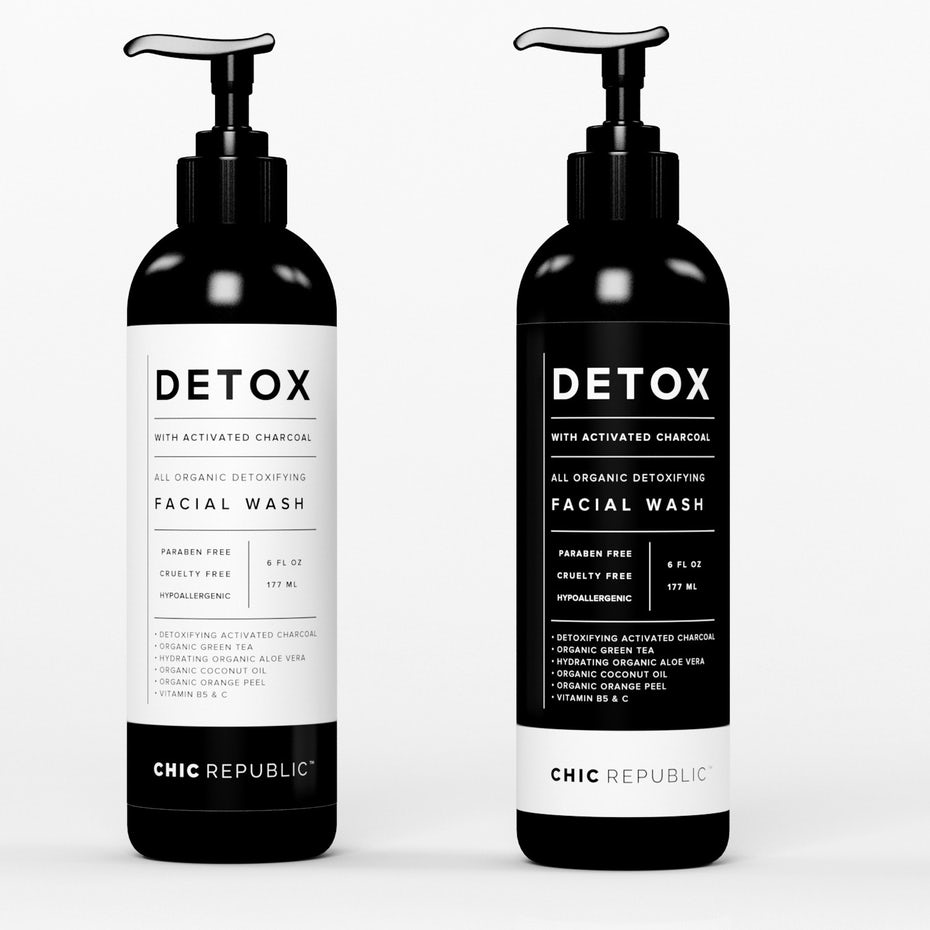 DETOX
WITH ACTIVATED CHARCOAL
ALL ORGANIC DETOXIFYING
FACIAL WASH
PARABEN FREE
CRUELTY FREE
HYPOALLERGENIC
6 FL OZ
177 ML
• DETOXIFYING ACTIVATED CHARCOAL
• ORGANIC GREEN TEA
• HYDRATING ORGANIC ALOE VERA
• ORGANIC COCONUT OIL
• ORGANIC ORANGE PEEL
• VITAMIN B5 & C
CHIC REPUBLIC™
DETOX
WITH ACTIVATED CHARCOAL
ALL ORGANIC DETOXIFYING
FACIAL WASH
PARABEN FREE
CRUELTY FREE
HYPOALLERGENIC
6 FL OZ
177 ML
• DETOXIFYING ACTIVATED CHARCOAL
• ORGANIC GREEN TEA
• HYDRATING ORGANIC ALOE VERA
• ORGANIC COCONUT OIL
• ORGANIC ORANGE PEEL
• VITAMIN B5 & C
CHIC REPUBLIC™